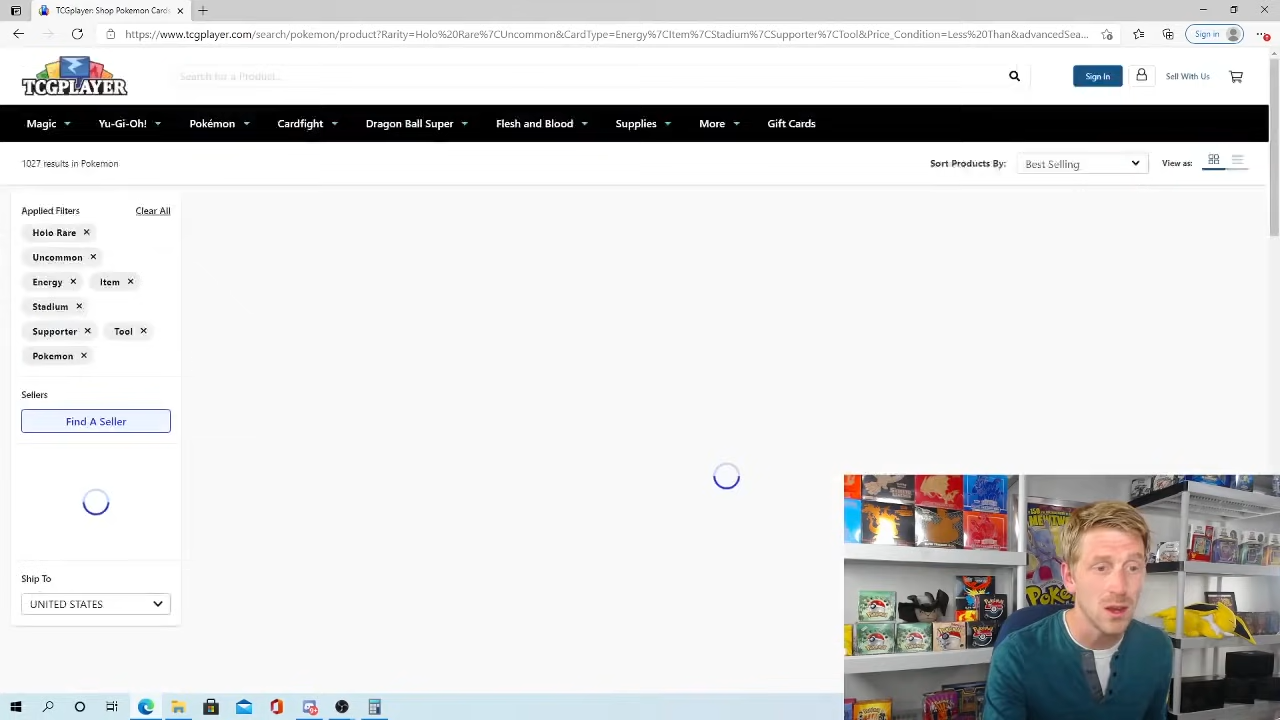 TCGplayer: Shop Pokemon Cards
https://www.tcgplayer.com/search/pokemon/product?Rarity=Holo%20Rare%7CUncommon&CardType=Energy%7CItem%7CStadium%7CSupporter%7CTool&Price_Condition=Less%20Than&advancedSea...
Sign in
TCGPLAYER
Search for a Product...
Sign In
Sell With Us
Magic
Yu-Gi-Oh!
Pokémon
Cardfight
Dragon Ball Super
Flesh and Blood
Supplies
More
Gift Cards
1027 results in Pokemon
Sort Products By:
Best Selling
View as:
Applied Filters
Clear All
Holo Rare
Uncommon
Energy
Item
Stadium
Supporter
Tool
Pokemon
Sellers
Find A Seller
Ship To
UNITED STATES